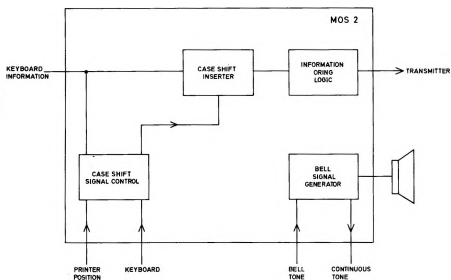 MOS 2
KEYBOARD
INFORMATION
CASE SHIFT
INSERTER
INFORMATION
ORING
LOGIC
TRANSMITTER
CASE SHIFT
SIGNAL CONTROL
BELL
SIGNAL
GENERATOR
PRINTER
POSITION
KEYBOARD
BELL
TONE
CONTINUOUS
TONE